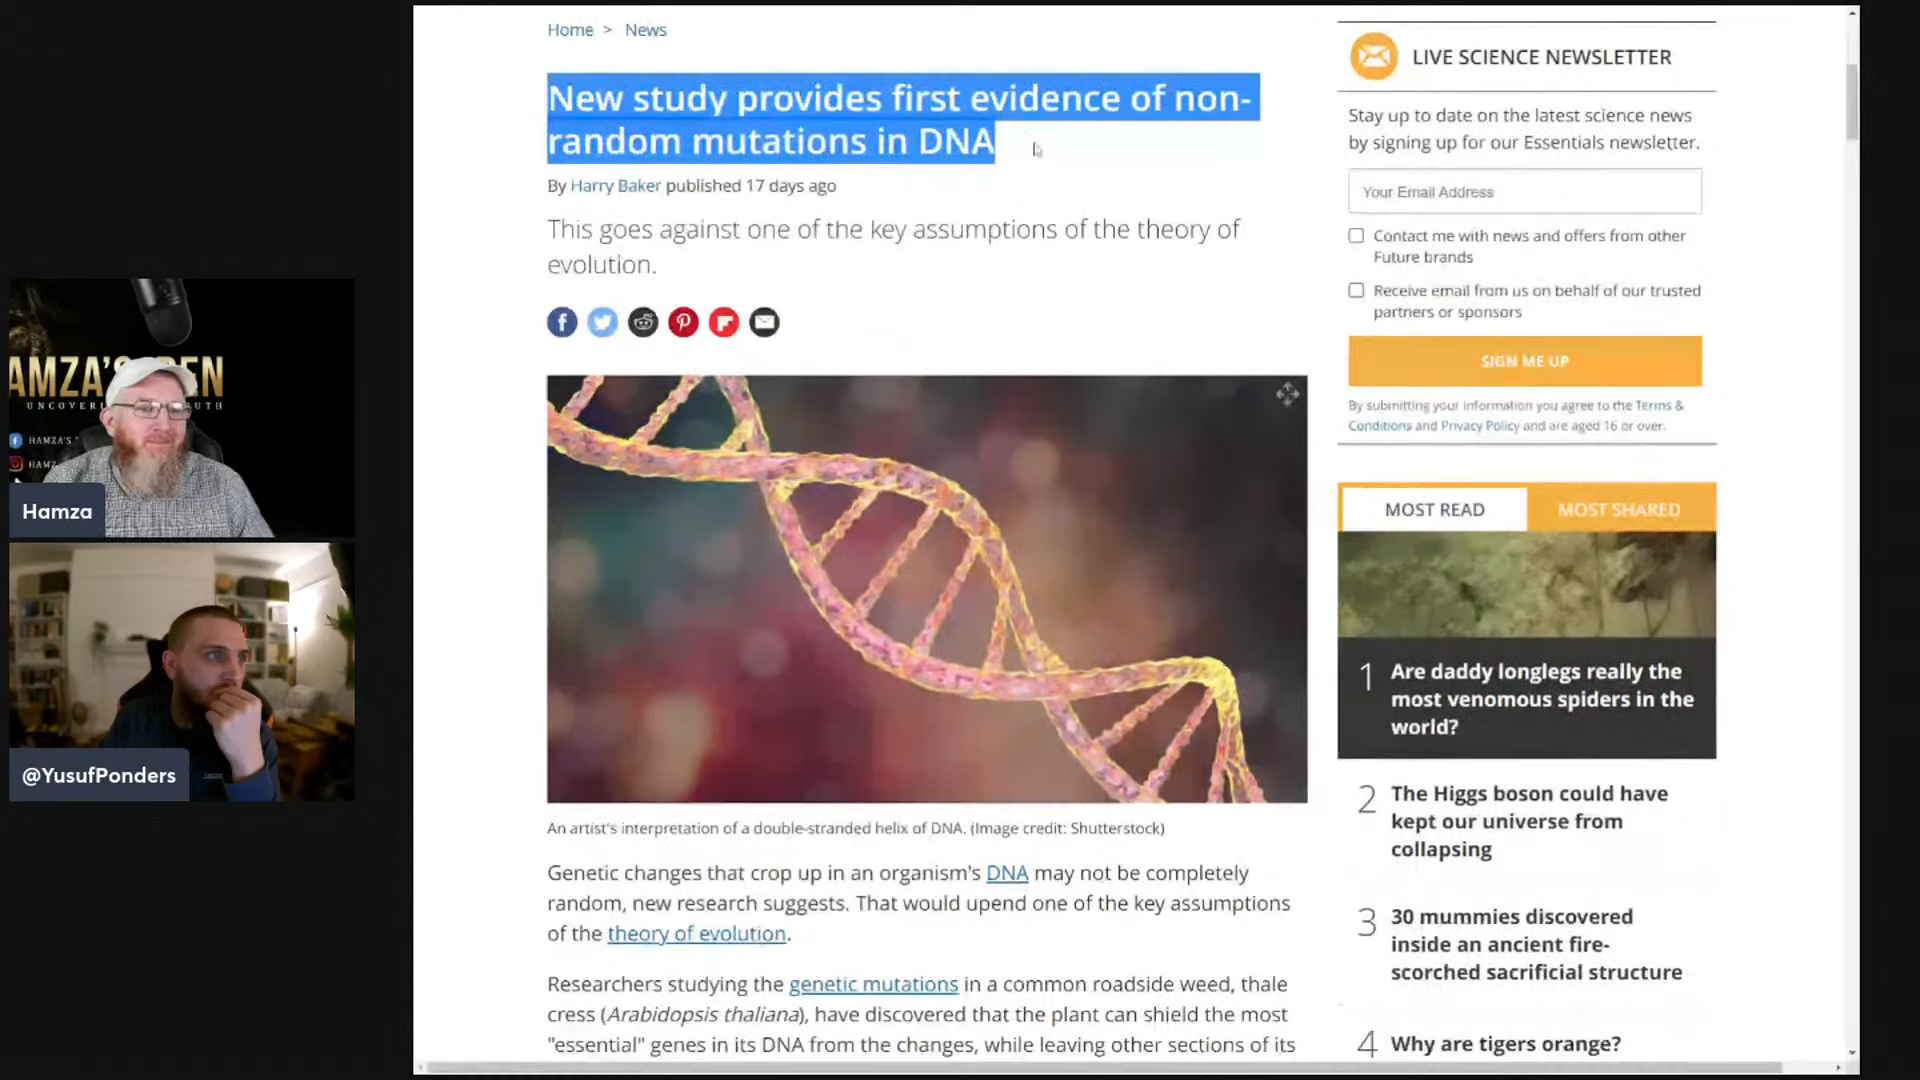 Home > News
New study provides first evidence of non-
random mutations in DNA
By Harry Baker published 17 days ago
This goes against one of the key assumptions of the theory of
evolution.
An artist's interpretation of a double-stranded helix of DNA. (Image credit: Shutterstock)
Genetic changes that crop up in an organism's DNA may not be completely
random, new research suggests. That would upend one of the key assumptions
of the theory of evolution.
Researchers studying the genetic mutations in a common roadside weed, thale
cress (Arabidopsis thaliana), have discovered that the plant can shield the most
"essential" genes in its DNA from the changes, while leaving other sections of its
LIVE SCIENCE NEWSLETTER
Stay up to date on the latest science news
by signing up for our Essentials newsletter.
Your Email Address
Contact me with news and offers from other
Future brands
Receive email from us on behalf of our trusted
partners or sponsors
SIGN ME UP
By submitting your information you agree to the Terms &
Conditions and Privacy Policy and are aged 16 or over.
MOST READ
MOST SHARED
1 Are daddy longlegs really the
most venomous spiders in the
world?
2 The Higgs boson could have
kept our universe from
collapsing
3 30 mummies discovered
inside an ancient fire-
scorched sacrificial structure
4 Why are tigers orange?
AMZA'S
EN
UNCOVERI
UTH
HAMZA'S
HAMZ
Hamza
@YusufPonders